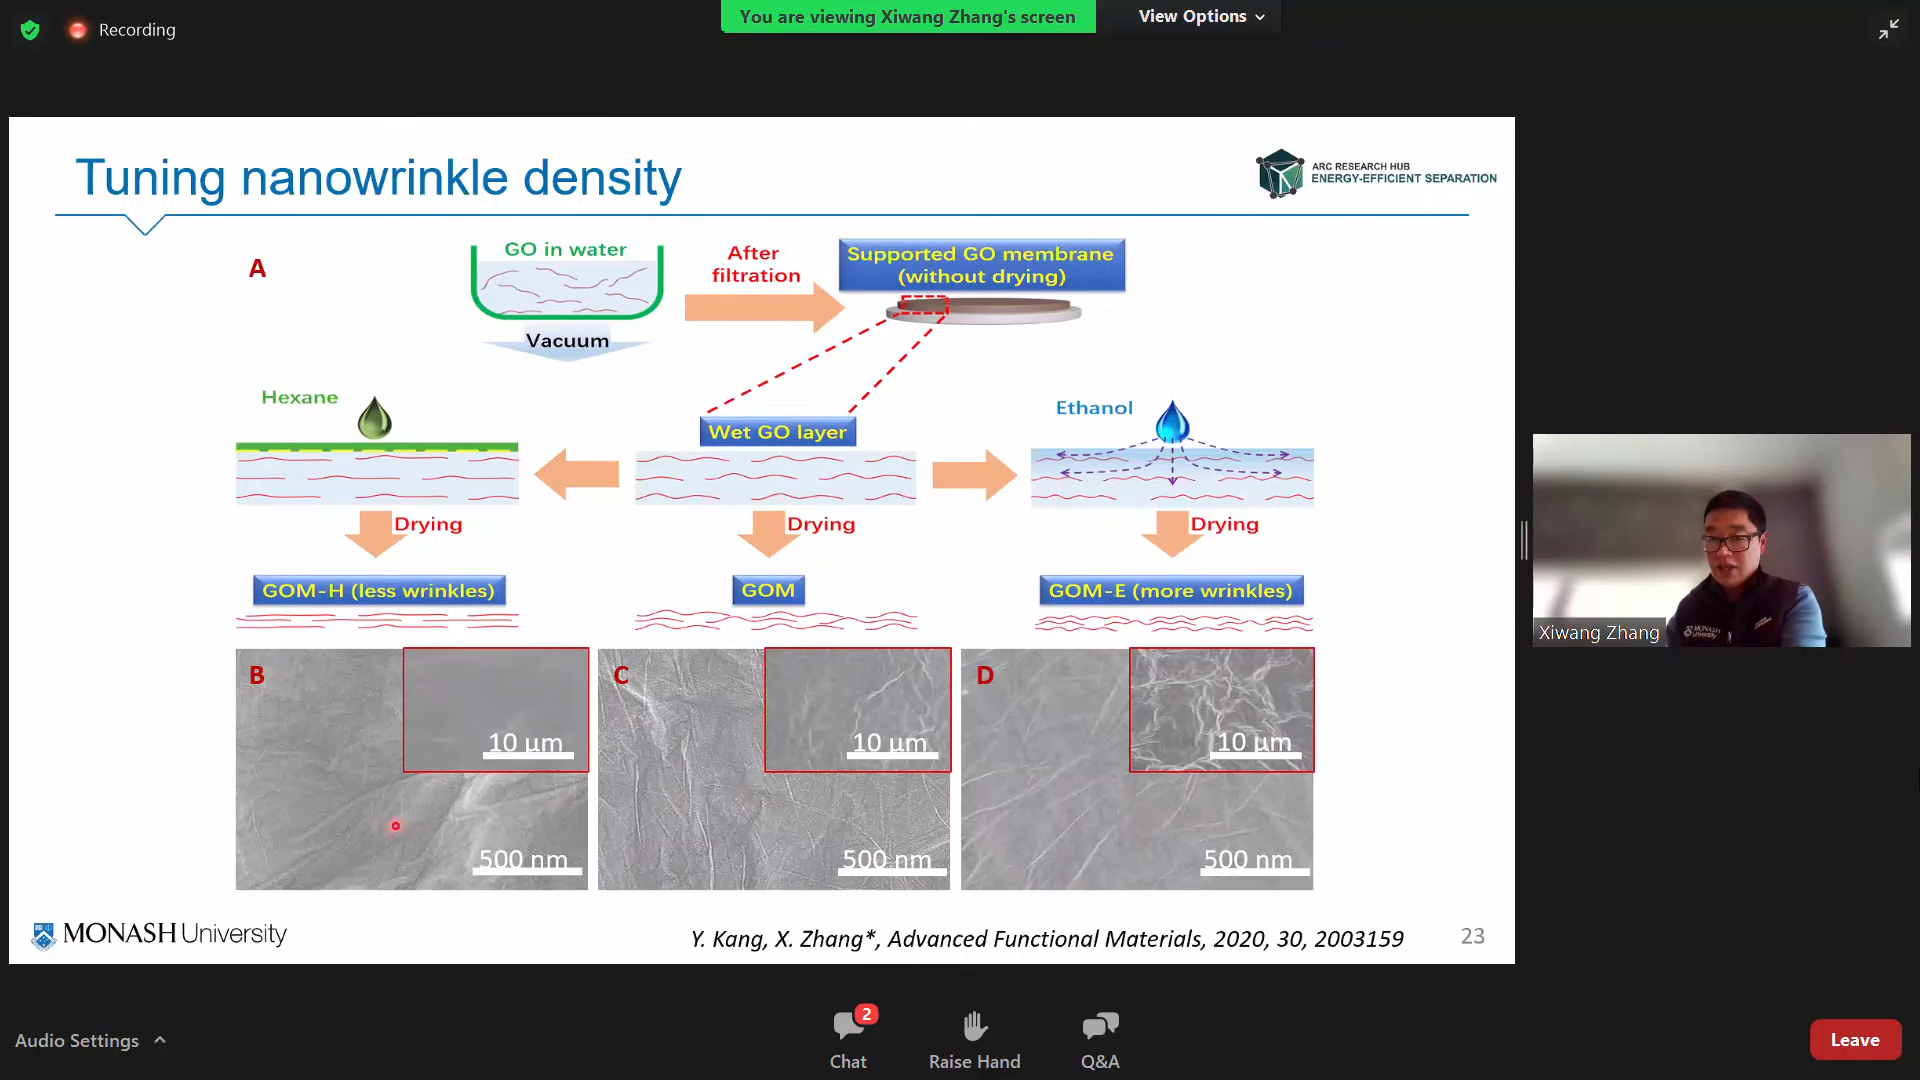 You are viewing Xiwang Zhang's screen
View Options
Recording
Tuning nanowrinkle density
ARC RESEARCH HUB
ENERGY-EFFICIENT SEPARATION
A
GO in water
After
filtration
Supported GO membrane
(without drying)
Vacuum
Hexane
Wet GO layer
Ethanol
Drying
Drying
Drying
GOM-H (less wrinkles)
GOM
GOM-E (more wrinkles)
B
10 µm
500 nm
C
10 µm
500 nm
D
10 µm
500 nm
MONASH University
Y. Kang, X. Zhang*, Advanced Functional Materials, 2020, 30, 2003159
23
MONASH
University
Xiwang Zhang
Audio Settings
2
Chat
Raise Hand
Q&A
Leave